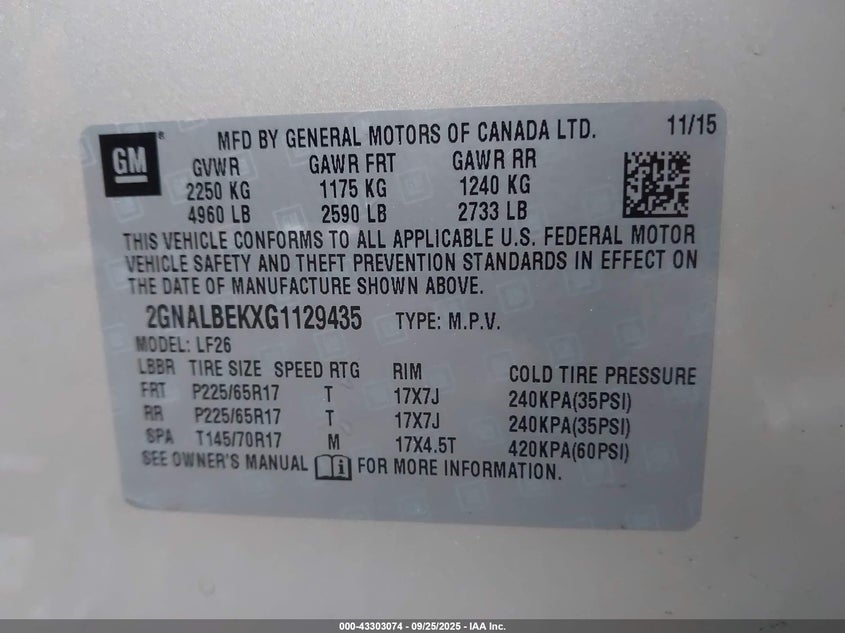 GM
MFD BY GENERAL MOTORS OF CANADA LTD. 11/15
GVWR GAWR FRT GAWR RR
2250 KG 1175 KG 1240 KG
4960 LB 2590 LB 2733 LB
THIS VEHICLE CONFORMS TO ALL APPLICABLE U.S. FEDERAL MOTOR
VEHICLE SAFETY AND THEFT PREVENTION STANDARDS IN EFFECT ON
THE DATE OF MANUFACTURE SHOWN ABOVE.
2GNALBEKXG1129435 TYPE: M.P.V.
MODEL: LF26
LBBR TIRE SIZE SPEED RTG RIM COLD TIRE PRESSURE
FRT P225/65R17 T 17X7J 240KPA(35PSI)
RR P225/65R17 T 17X7J 240KPA(35PSI)
SPA T145/70R17 M 17X4.5T 420KPA(60PSI)
SEE OWNER'S MANUAL FOR MORE INFORMATION.
000-43303074 - 09/25/2025 - IAA Inc.